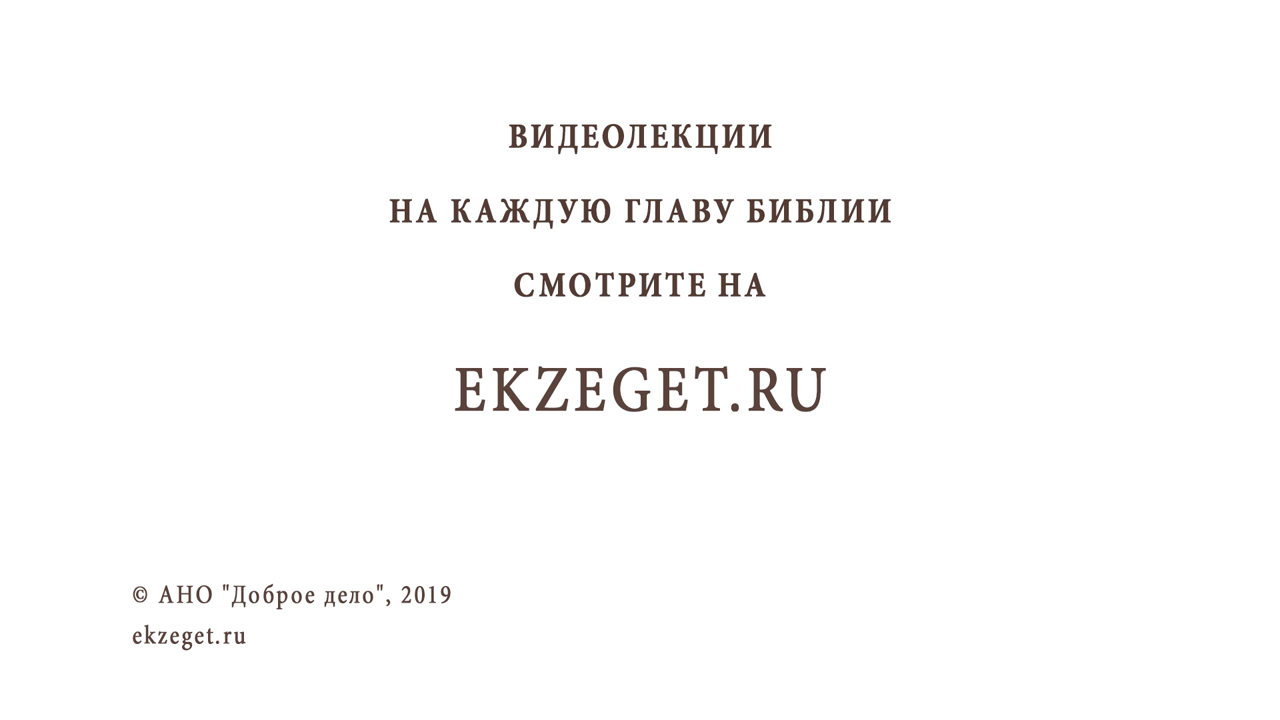 ВИДЕОЛЕКЦИИ
НА КАЖДУЮ ГЛАВУ БИБЛИИ
СМОТРИТЕ НА
EKZEGET.RU
© АНО "Доброе дело", 2019
ekzeget.ru